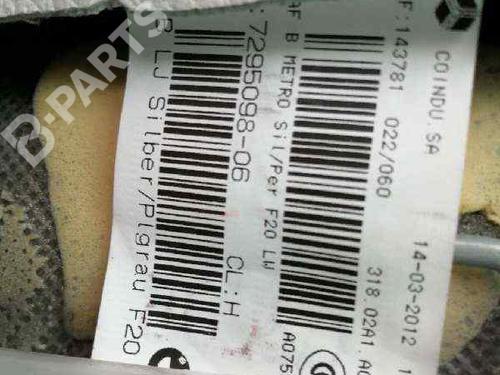 COINDU.SA 14-03-2012
F:143781 022/060 318 02A1.A0
AF B METRO Sil/Per F20 LW A075
:7295098-06 CL:H
B LJ Silber/Plgrau F20
B-PARTS